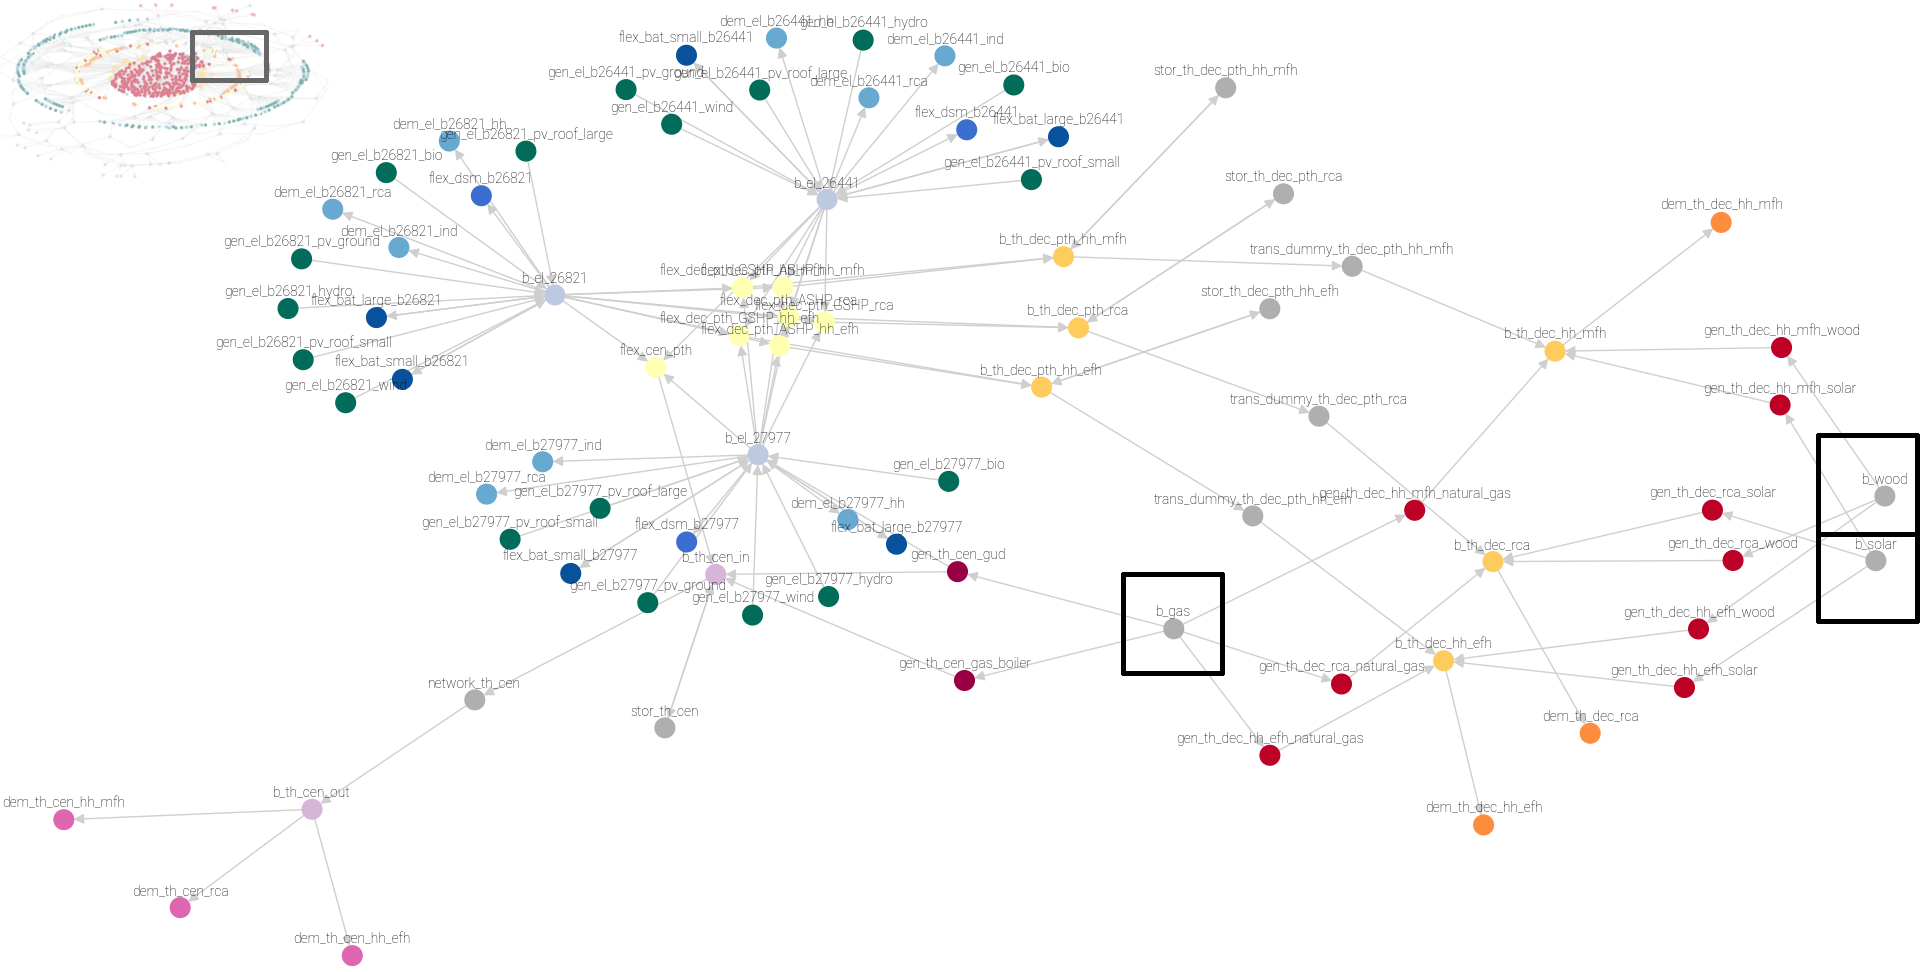 dem_el_b26441_hh
gen_el_b26441_hydro
flex_bat_small_b26441
dem_el_b26441_ind
gen_el_b26441_pv_ground
gen_el_b26441_pv_roof_large
gen_el_b26441_bio
dem_el_b26441_rca
stor_th_dec_pth_hh_mfh
gen_el_b26441_wind
flex_dsm_b26441
flex_bat_large_b26441
dem_el_b26821_hh
gen_el_b26821_pv_roof_large
gen_el_b26821_bio
gen_el_b26441_pv_roof_small
flex_dsm_b26821
b_el_26441
stor_th_dec_pth_rca
dem_el_b26821_rca
dem_th_dec_hh_mfh
dem_el_b26821_ind
gen_el_b26821_pv_ground
b_th_dec_pth_hh_mfh
trans_dummy_th_dec_pth_hh_mfh
b_el_26821
gen_el_b26821_hydro
flex_bat_large_b26821
stor_th_dec_pth_hh_efh
flex_dec_pth_ASHP_rca
flex_dec_pth_GSHP_rca
b_th_dec_pth_rca
flex_dec_pth_GSHP_hh_efh
flex_dec_pth_ASHP_hh_efh
b_th_dec_hh_mfh
gen_th_dec_hh_mfh_wood
gen_el_b26821_pv_roof_small
flex_cen_pth
flex_bat_small_b26821
b_th_dec_pth_hh_efh
gen_el_b26821_wind
gen_th_dec_hh_mfh_solar
trans_dummy_th_dec_pth_rca
b_el_27977
dem_el_b27977_ind
gen_el_b27977_bio
dem_el_b27977_rca
gen_el_b27977_pv_roof_large
b_wood
trans_dummy_th_dec_pth_hh_efh
gen_th_dec_hh_mfh_natural_gas
gen_th_dec_rca_solar
dem_el_b27977_hh
gen_el_b27977_pv_roof_small
flex_dsm_b27977
flex_bat_large_b27977
b_th_dec_rca
gen_th_dec_rca_wood
b_solar
flex_bat_small_b27977
b_th_cen_in
gen_th_cen_gud
gen_el_b27977_pv_ground
gen_el_b27977_hydro
gen_el_b27977_wind
b_gas
gen_th_dec_hh_efh_wood
b_th_dec_hh_efh
gen_th_cen_gas_boiler
gen_th_dec_rca_natural_gas
gen_th_dec_hh_efh_solar
network_th_cen
stor_th_cen
dem_th_dec_rca
gen_th_dec_hh_efh_natural_gas
b_th_cen_out
dem_th_cen_hh_mfh
dem_th_dec_hh_efh
dem_th_cen_rca
dem_th_cen_hh_efh